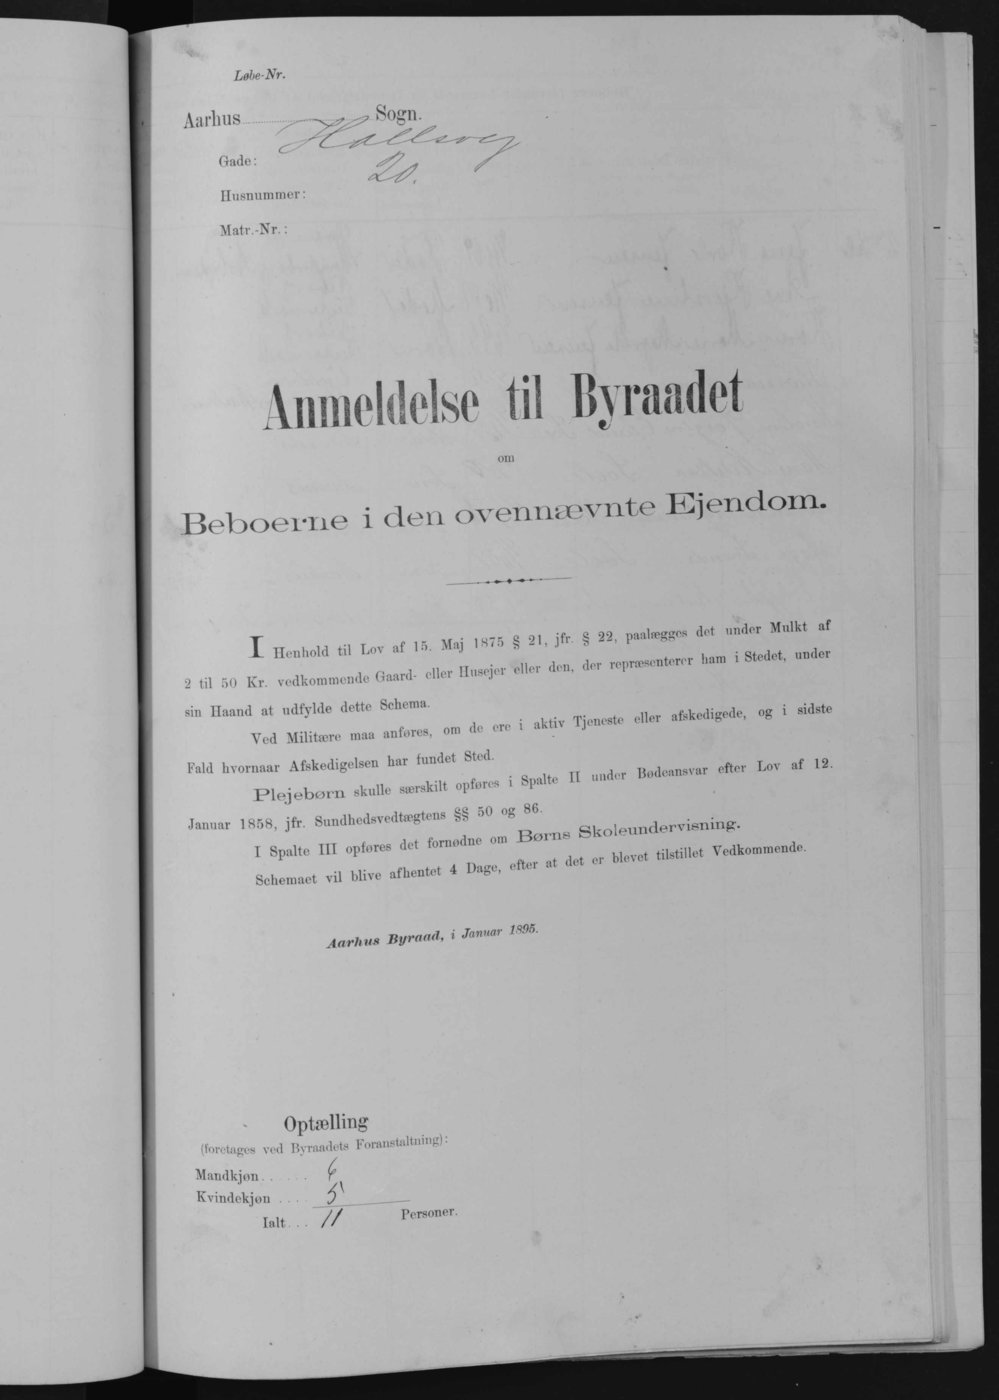 Løbe-Nr.
Aarhus Sogn.
Gade: Hallsvej
Husnummer: 20.
Matr.-Nr.:
Anmeldelse til Byraadet
om
Beboerne i den ovennævnte Ejendom.
I Henhold til Lov af 15. Maj 1875 § 21, jfr. § 22, paalægges det under Mulkt af
2 til 50 Kr. vedkommende Gaard- eller Husejer eller den, der repræsenterer ham i Stedet, under
sin Haand at udfylde dette Schema.
Ved Militære maa anføres, om de ere i aktiv Tjeneste eller afskedigede, og i sidste
Fald hvornaar Afskedigelsen har fundet Sted.
Plejebørn skulle særskilt opføres i Spalte II under Bødeansvar efter Lov af 12.
Januar 1858, jfr. Sundhedsvedtægtens §§ 50 og 86.
I Spalte III opføres det fornødne om Børns Skoleundervisning.
Schemaet vil blive afhentet 4 Dage, efter at det er blevet tilstillet Vedkommende.
Aarhus Byraad, i Januar 1895.
Optælling
(foretages ved Byraadets Foranstaltning):
Mandkjøn...... 6
Kvindekjøn .... 5
Ialt... 11 Personer.